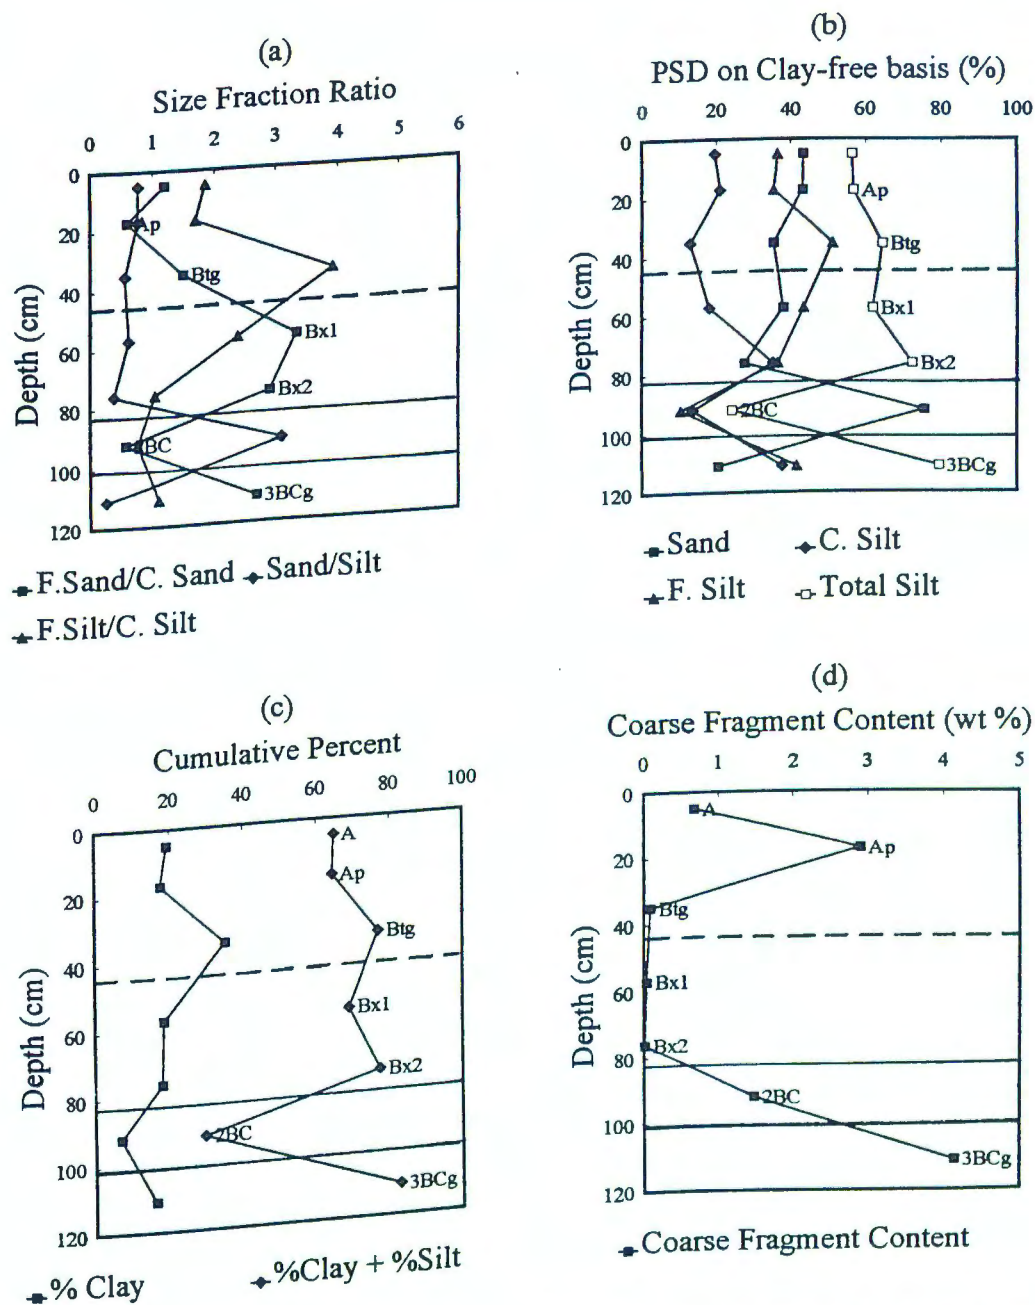 (a)
Size Fraction Ratio
0 1 2 3 4 5 6
0
20
40
60
80
100
120
Depth (cm)
Ap
Btg
Bx1
Bx2
2BC
3BCg
F.Sand/C. Sand Sand/Silt
F.Silt/C. Silt
(b)
PSD on Clay-free basis (%)
0 20 40 60 80 100
0
20
40
60
80
100
120
Depth (cm)
Ap
Btg
Bx1
Bx2
2BC
3BCg
Sand C. Silt
F. Silt Total Silt
(c)
Cumulative Percent
0 20 40 60 80 100
0
20
40
60
80
100
120
Depth (cm)
A
Ap
Btg
Bx1
Bx2
2BC
3BCg
% Clay %Clay + %Silt
(d)
Coarse Fragment Content (wt %)
0 1 2 3 4 5
0
20
40
60
80
100
120
Depth (cm)
A
Ap
Btg
Bx1
Bx2
2BC
3BCg
Coarse Fragment Content